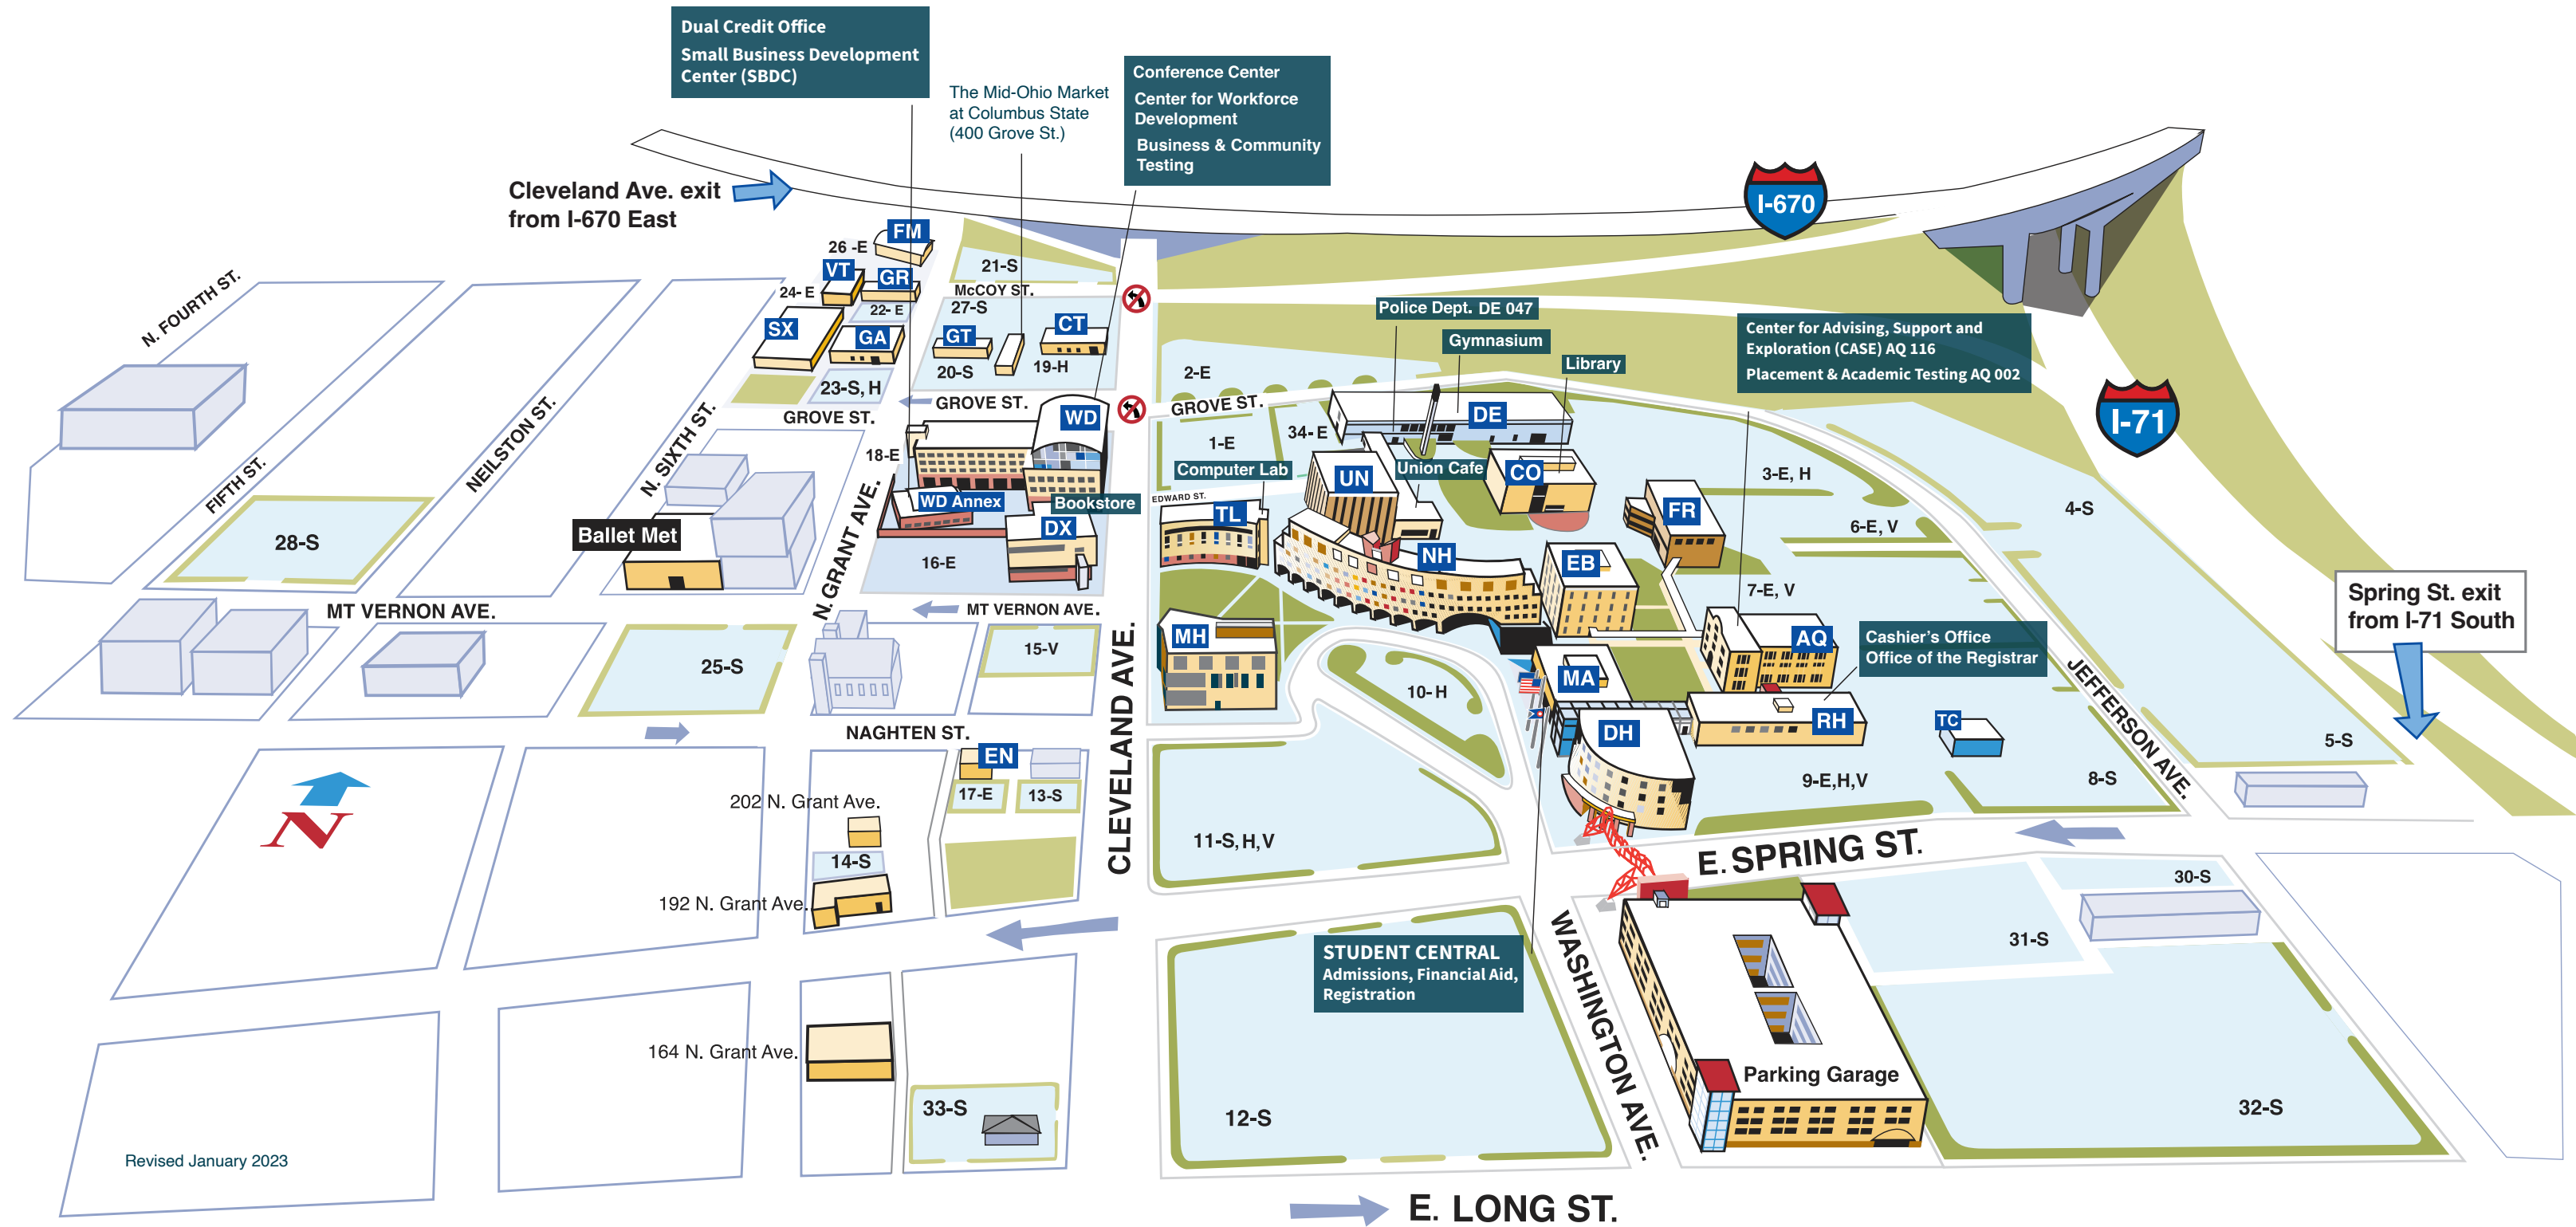 Dual Credit Office
Small Business Development
Center (SBDC)
The Mid-Ohio Market
at Columbus State
(400 Grove St.)
Conference Center
Center for Workforce
Development
Business & Community
Testing
Cleveland Ave. exit
from I-670 East
I-670
FM
26 -E
VT
GR
24- E
22- E
SX
GA
23-S, H
21-S
McCOY ST.
27-S
GT
CT
20-S
19-H
GROVE ST.
GROVE ST.
N. FOURTH ST.
FIFTH ST.
NEILSTON ST.
N. SIXTH ST.
N. GRANT AVE.
2-E
GROVE ST.
1-E
34- E
Police Dept. DE 047
Gymnasium
Library
DE
Center for Advising, Support and
Exploration (CASE) AQ 116
Placement & Academic Testing AQ 002
I-71
WD
18-E
WD Annex
Bookstore
DX
16-E
Computer Lab
EDWARD ST.
TL
UN
Union Cafe
CO
FR
3-E, H
4-S
6-E, V
NH
EB
7-E, V
28-S
Ballet Met
MT VERNON AVE.
MT VERNON AVE.
Spring St. exit
from I-71 South
MH
AQ
Cashier's Office
Office of the Registrar
25-S
15-V
10- H
MA
RH
TC
JEFFERSON AVE.
5-S
NAGHTEN ST.
CLEVELAND AVE.
DH
EN
17-E
13-S
9-E,H,V
8-S
N
202 N. Grant Ave.
14-S
192 N. Grant Ave.
11-S, H,V
E. SPRING ST.
30-S
31-S
STUDENT CENTRAL
Admissions, Financial Aid,
Registration
WASHINGTON AVE.
164 N. Grant Ave.
33-S
12-S
Parking Garage
32-S
Revised January 2023
E. LONG ST.